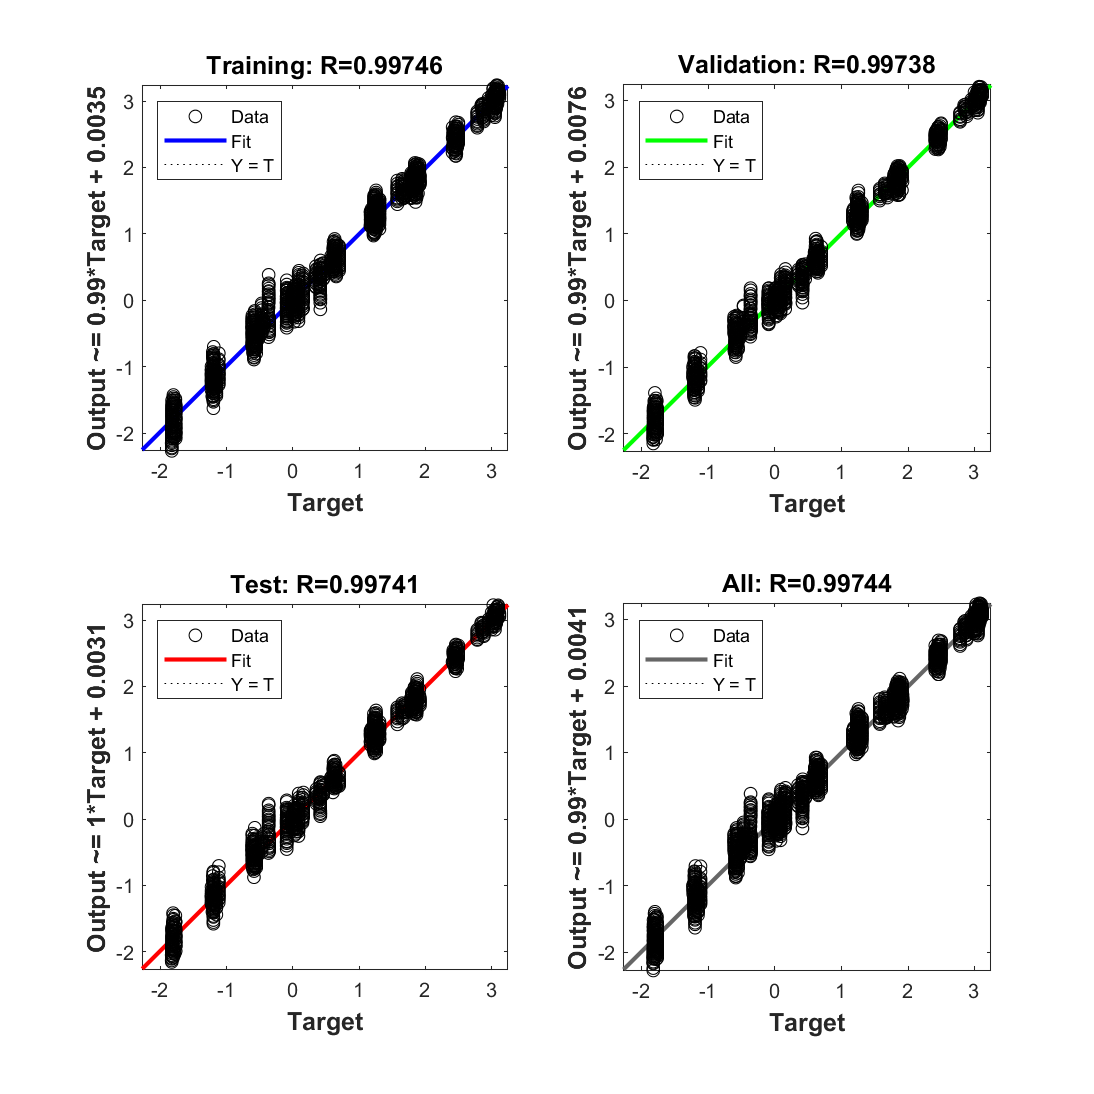 Training: R=0.99746
Output ~= 0.99*Target + 0.0035
Data
Fit
Y = T
3
2
1
0
-1
-2
-2 -1 0 1 2 3
Target
Validation: R=0.99738
Output ~= 0.99*Target + 0.0076
Data
Fit
Y = T
3
2
1
0
-1
-2
-2 -1 0 1 2 3
Target
Test: R=0.99741
Output ~= 1*Target + 0.0031
Data
Fit
Y = T
3
2
1
0
-1
-2
-2 -1 0 1 2 3
Target
All: R=0.99744
Output ~= 0.99*Target + 0.0041
Data
Fit
Y = T
3
2
1
0
-1
-2
-2 -1 0 1 2 3
Target